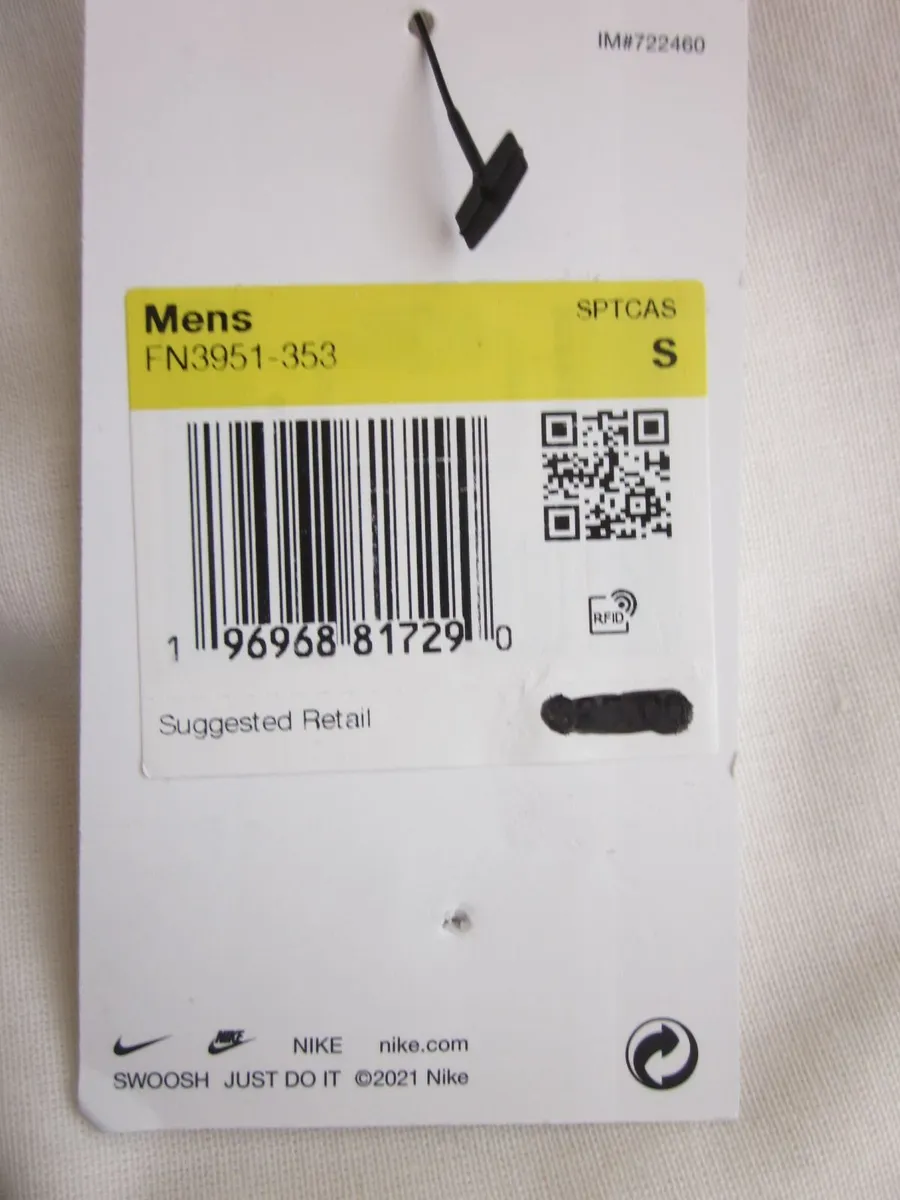 IM#722460
Mens
SPTCAS
FN3951-353
S
1 96968 81729 0
RFID
Suggested Retail
NIKE NIKE nike.com
SWOOSH JUST DO IT ©2021 Nike